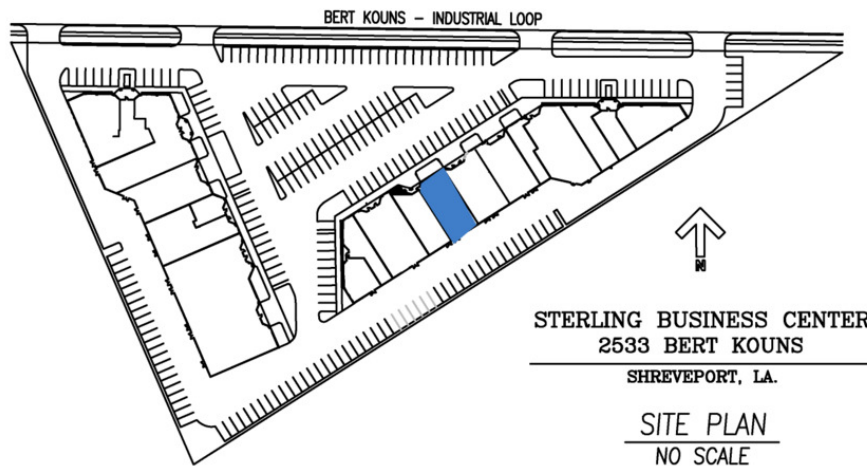 BERT KOUNS - INDUSTRIAL LOOP
N
STERLING BUSINESS CENTER
2533 BERT KOUNS
SHREVEPORT, LA.
SITE PLAN
NO SCALE